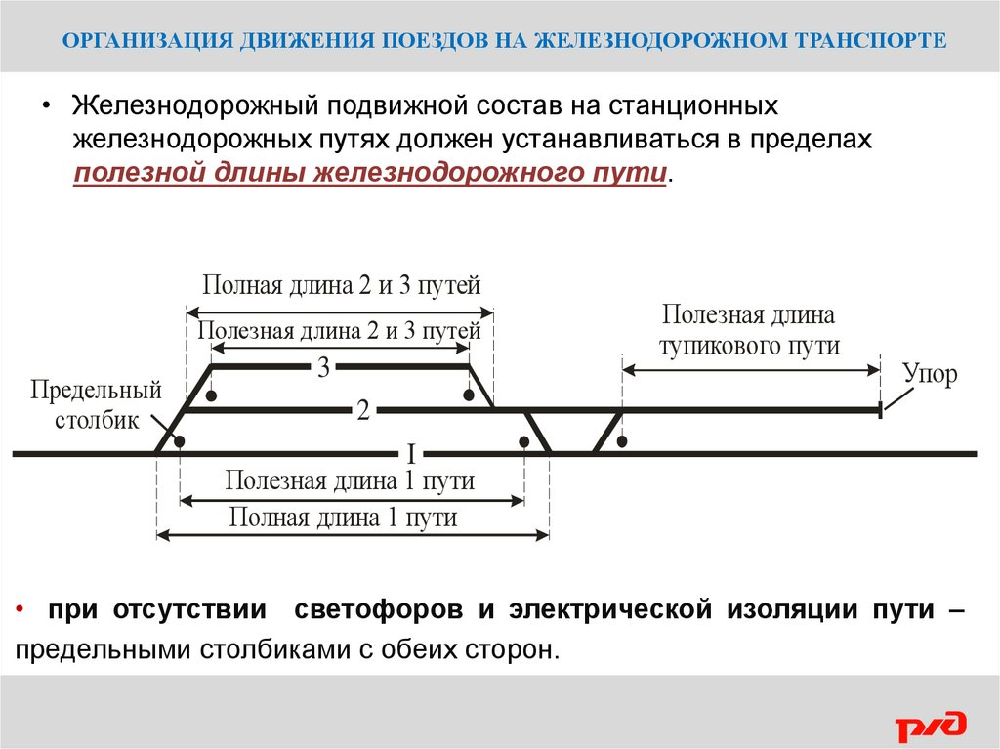 ОРГАНИЗАЦИЯ ДВИЖЕНИЯ ПОЕЗДОВ НА ЖЕЛЕЗНОДОРОЖНОМ ТРАНСПОРТЕ
• Железнодорожный подвижной состав на станционных
железнодорожных путях должен устанавливаться в пределах
полезной длины железнодорожного пути.
Полная длина 2 и 3 путей
Полезная длина 2 и 3 путей
Полезная длина
тупикового пути
3
Упор
Предельный
столбик
2
I
Полезная длина 1 пути
Полная длина 1 пути
• при отсутствии светофоров и электрической изоляции пути –
предельными столбиками с обеих сторон.
ржд